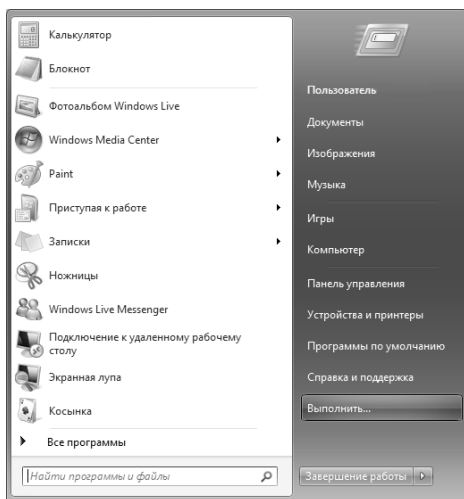 Калькулятор
Блокнот
Фотоальбом Windows Live
Windows Media Center
Paint
Приступая к работе
Записки
Ножницы
Windows Live Messenger
Подключение к удаленному рабочему
столу
Экранная лупа
Косынка
Все программы
Найти программы и файлы
Пользователь
Документы
Изображения
Музыка
Игры
Компьютер
Панель управления
Устройства и принтеры
Программы по умолчанию
Справка и поддержка
Выполнить...
Завершение работы